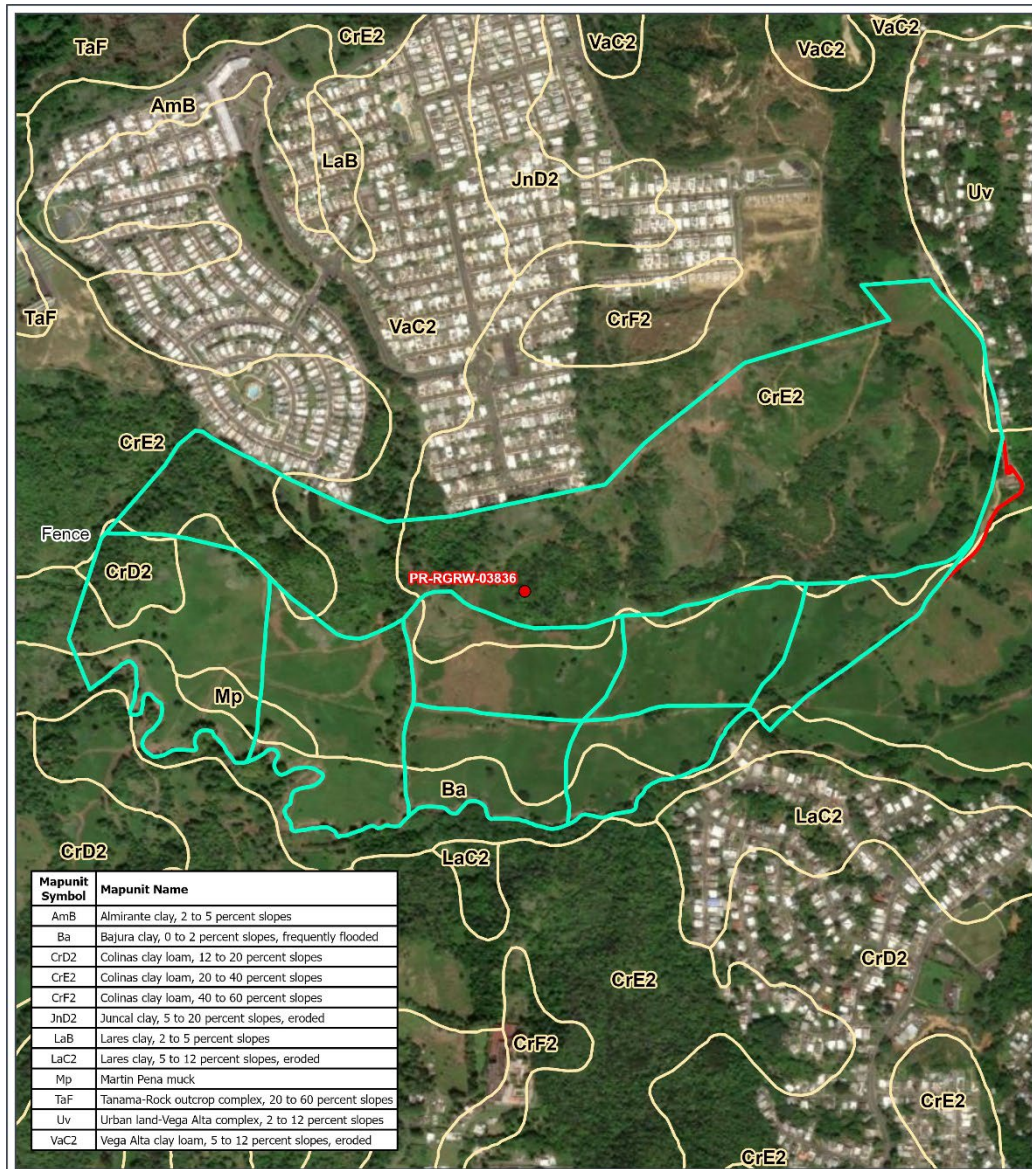 TaF
CrE2
VaC2
VaC2
VaC2
AmB
LaB
JnD2
Uv
TaF
VaC2
CrF2
CrE2
CrE2
Fence
CrD2
PR-RGRW-03836
Mp
Ba
LaC2
CrD2
LaC2
CrD2
CrE2
CrF2
CrE2
CrE2
Mapunit Symbol Mapunit Name
AmB Almirante clay, 2 to 5 percent slopes
Ba Bajura clay, 0 to 2 percent slopes, frequently flooded
CrD2 Colinas clay loam, 12 to 20 percent slopes
CrE2 Colinas clay loam, 20 to 40 percent slopes
CrF2 Colinas clay loam, 40 to 60 percent slopes
JnD2 Juncal clay, 5 to 20 percent slopes, eroded
LaB Lares clay, 2 to 5 percent slopes
LaC2 Lares clay, 5 to 12 percent slopes, eroded
Mp Martin Pena muck
TaF Tanama-Rock outcrop complex, 20 to 60 percent slopes
Uv Urban land-Vega Alta complex, 2 to 12 percent slopes
VaC2 Vega Alta clay loam, 5 to 12 percent slopes, eroded